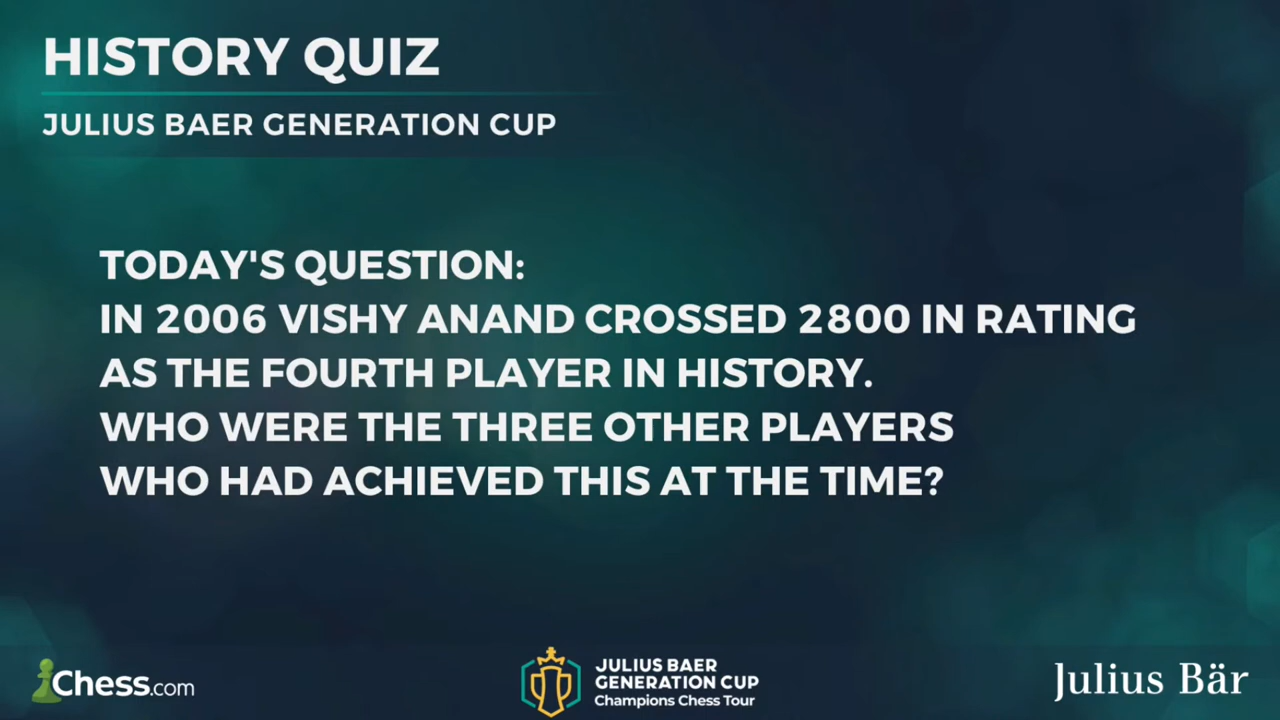 HISTORY QUIZ
JULIUS BAER GENERATION CUP
TODAY'S QUESTION:
IN 2006 VISHY ANAND CROSSED 2800 IN RATING
AS THE FOURTH PLAYER IN HISTORY.
WHO WERE THE THREE OTHER PLAYERS
WHO HAD ACHIEVED THIS AT THE TIME?
Chess.com
JULIUS BAER
GENERATION CUP
Champions Chess Tour
Julius Bär